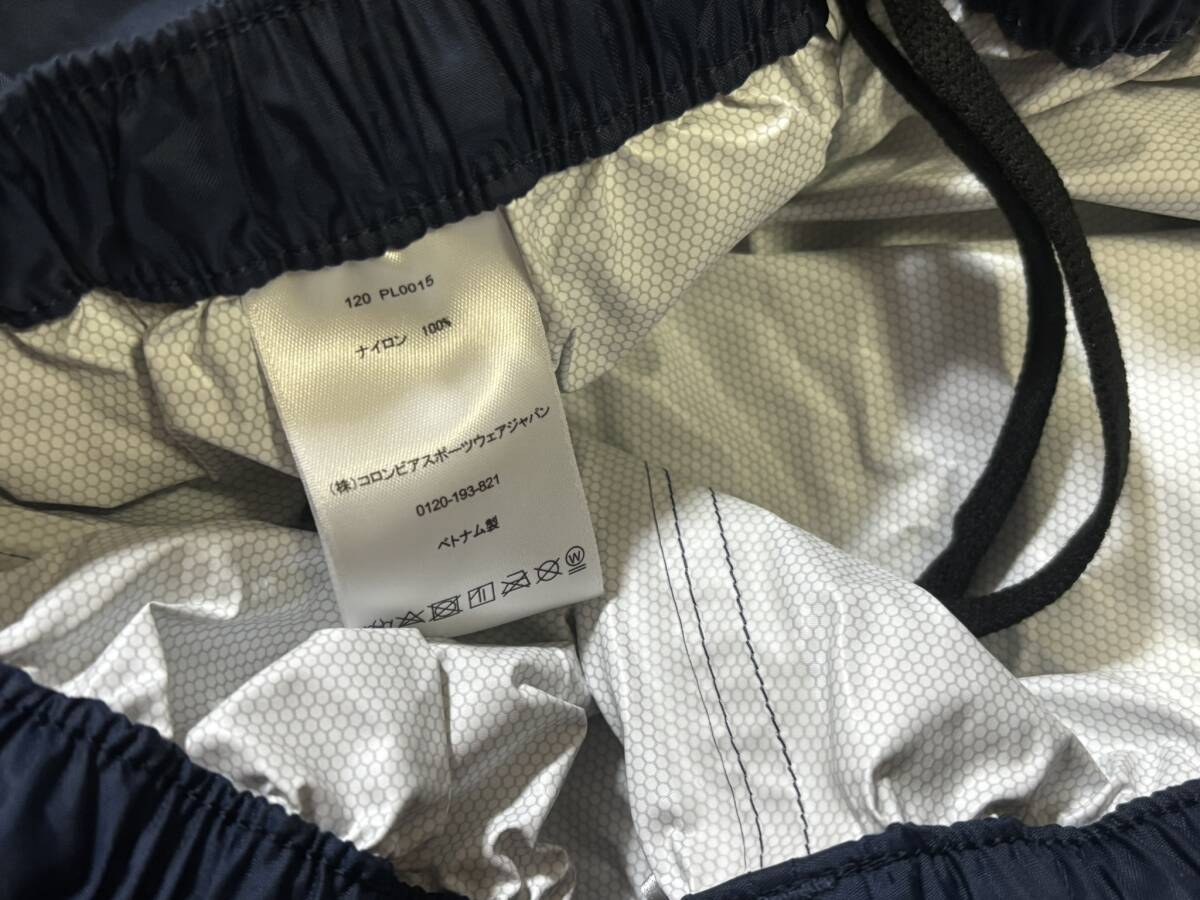 120 PL0015
ナイロン 100%
(株)コロンビアスポーツウェアジャパン
0120-193-821
ベトナム製